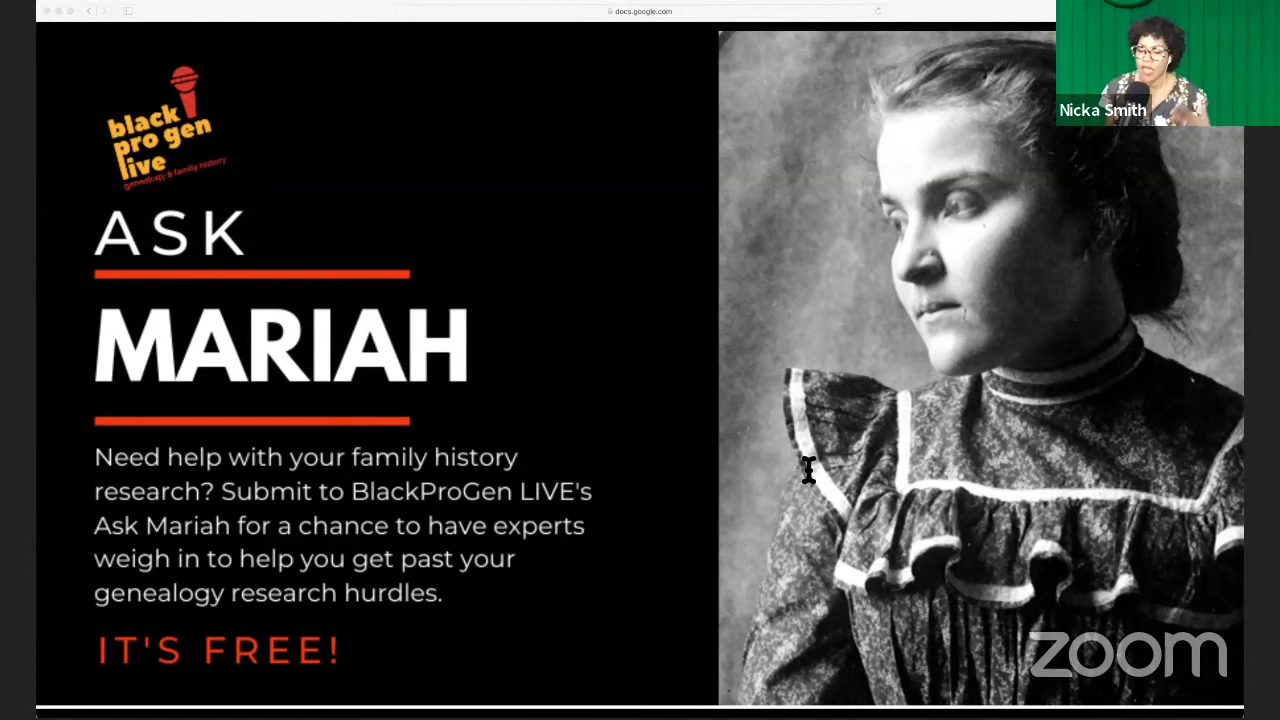 docs.google.com
Nicka Smith
black
pro gen
live
genealogy & family history
ASK
MARIAH
Need help with your family history
research? Submit to BlackProGen LIVE's
Ask Mariah for a chance to have experts
weigh in to help you get past your
genealogy research hurdles.
IT'S FREE!
zoom